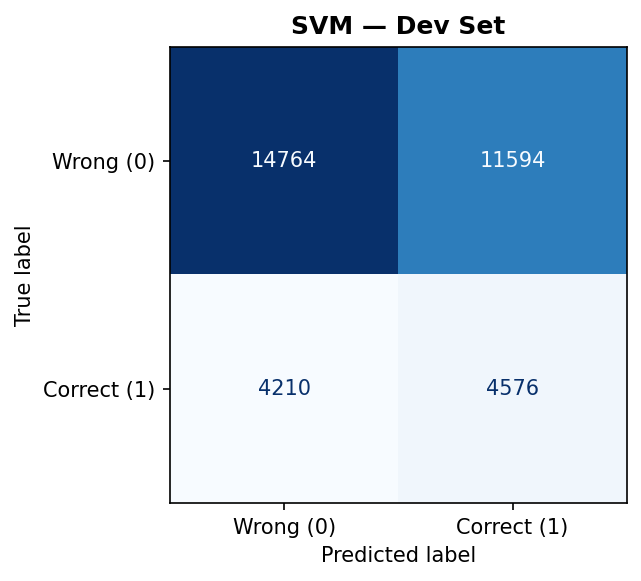 SVM — Dev Set
Wrong (0)
14764
11594
Correct (1)
4210
4576
True label
Wrong (0)
Correct (1)
Predicted label